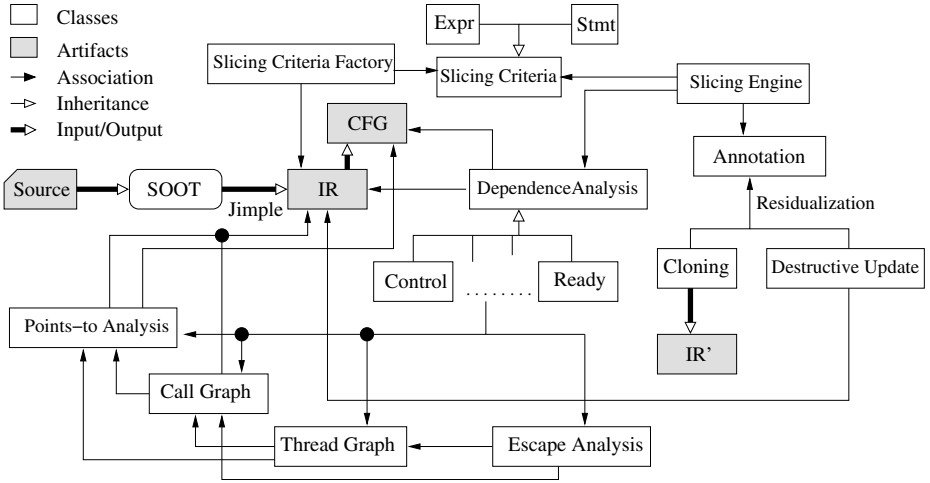 Classes
Artifacts
Association
Inheritance
Input/Output
Expr
Stmt
Slicing Criteria Factory
Slicing Criteria
Slicing Engine
CFG
Annotation
Source
SOOT
Jimple
IR
DependenceAnalysis
Residualization
Control
Ready
. . . . . . . .
Cloning
Destructive Update
Points-to Analysis
IR'
Call Graph
Thread Graph
Escape Analysis